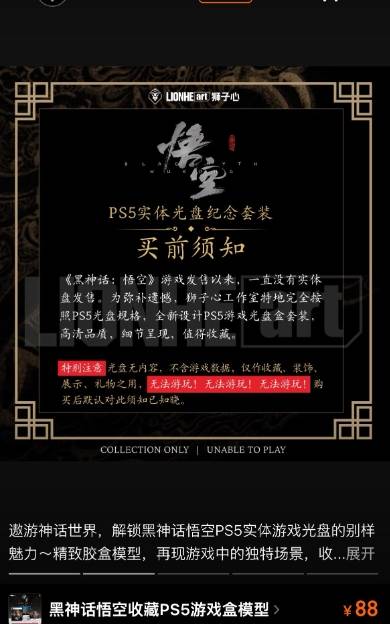 LIONHE art 狮子心
悟
空
PS5实体光盘纪念套装
买前须知
《黑神话：悟空》游戏发售以来，一直没有实体
盘发售。为弥补遗憾，狮子心工作室特地完全按
照PS5光盘规格，全新设计PS5游戏光盘盒套装，
高清品质，细节呈现，值得收藏。
特别注意 光盘无内容，不含游戏数据，仅作收藏、装饰、
展示、礼物之用，无法游玩！无法游玩！无法游玩！购
买后默认对此须知已知晓。
COLLECTION ONLY | UNABLE TO PLAY
遨游神话世界，解锁黑神话悟空PS5实体游戏光盘的别样
魅力～精致胶盒模型，再现游戏中的独特场景，收...展开
黑神话悟空收藏PS5游戏盒模型 >
¥88